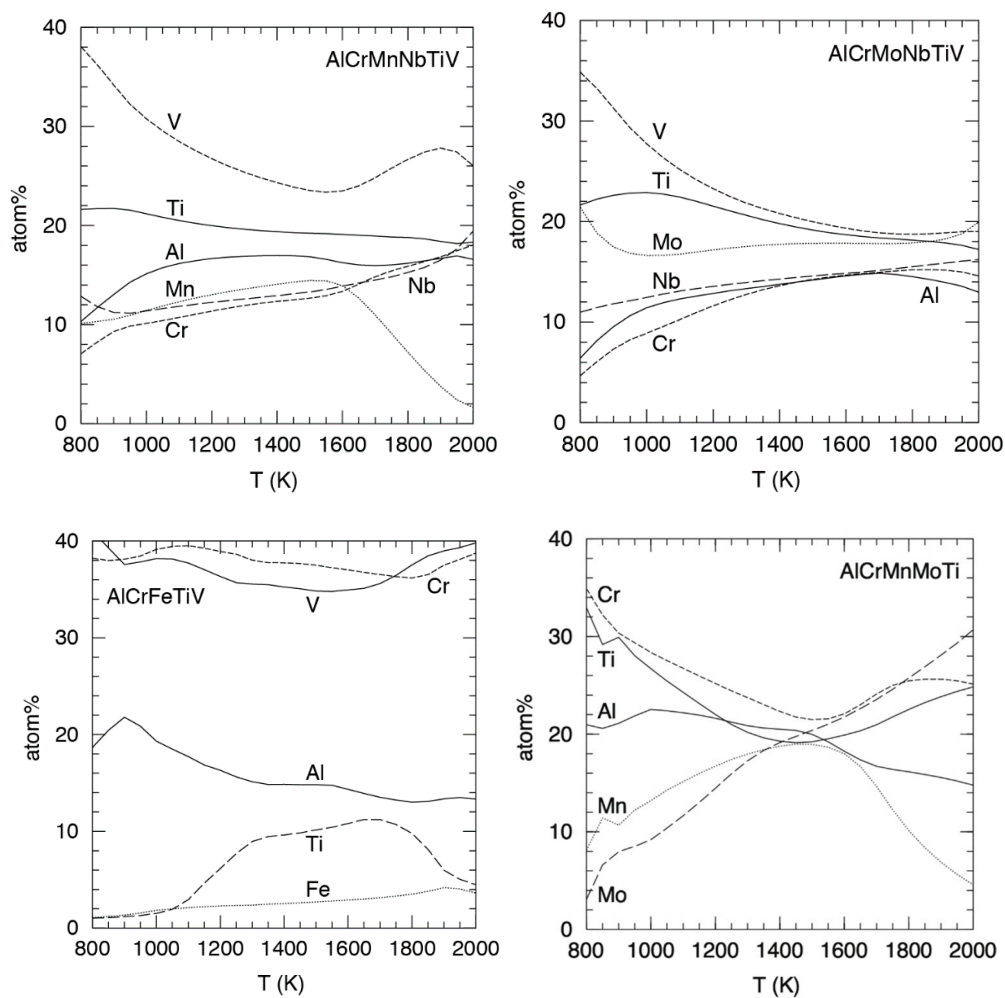 40
30
20
10
0
atom%
AlCrMnNbTiV
V
Ti
Al
Mn
Cr
Nb
800 1000 1200 1400 1600 1800 2000
T (K)
40
30
20
10
0
atom%
AlCrMoNbTiV
V
Ti
Mo
Nb
Cr
Al
800 1000 1200 1400 1600 1800 2000
T (K)
40
30
20
10
0
atom%
AlCrFeTiV
V
Cr
Al
Ti
Fe
800 1000 1200 1400 1600 1800 2000
T (K)
40
30
20
10
0
atom%
AlCrMnMoTi
Cr
Ti
Al
Mn
Mo
800 1000 1200 1400 1600 1800 2000
T (K)